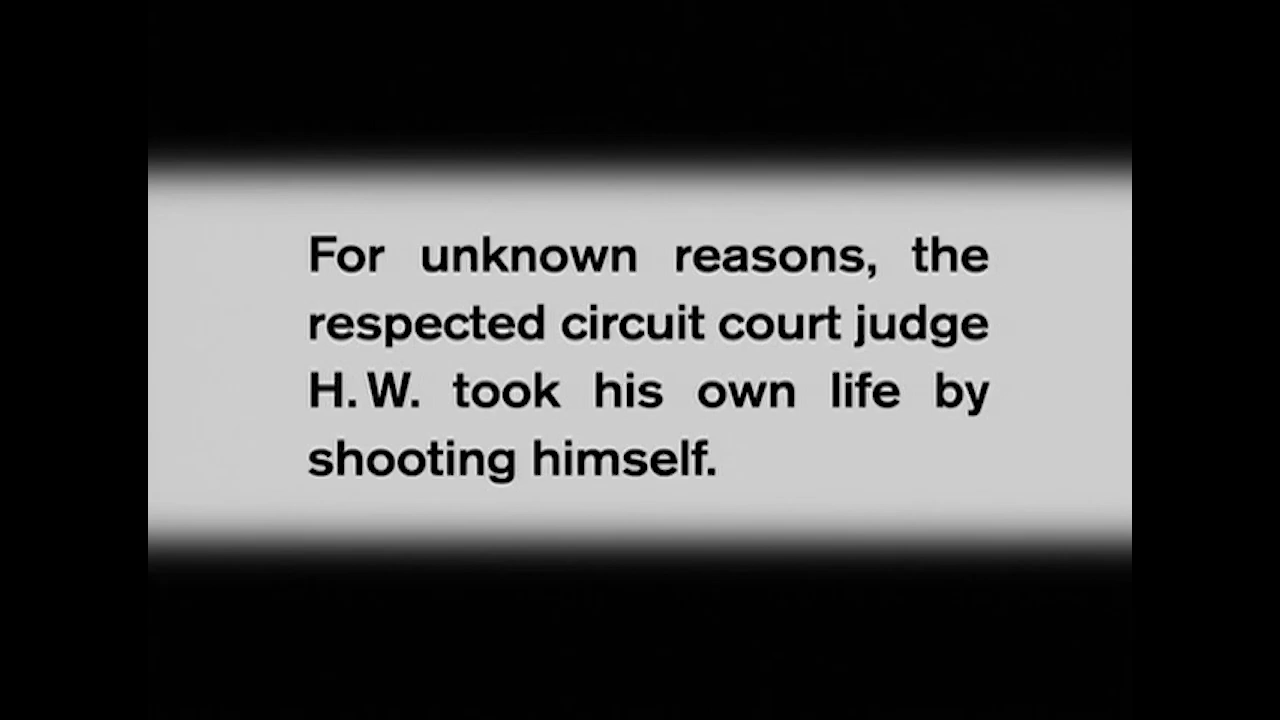 For unknown reasons, the
respected circuit court judge
H. W. took his own life by
shooting himself.